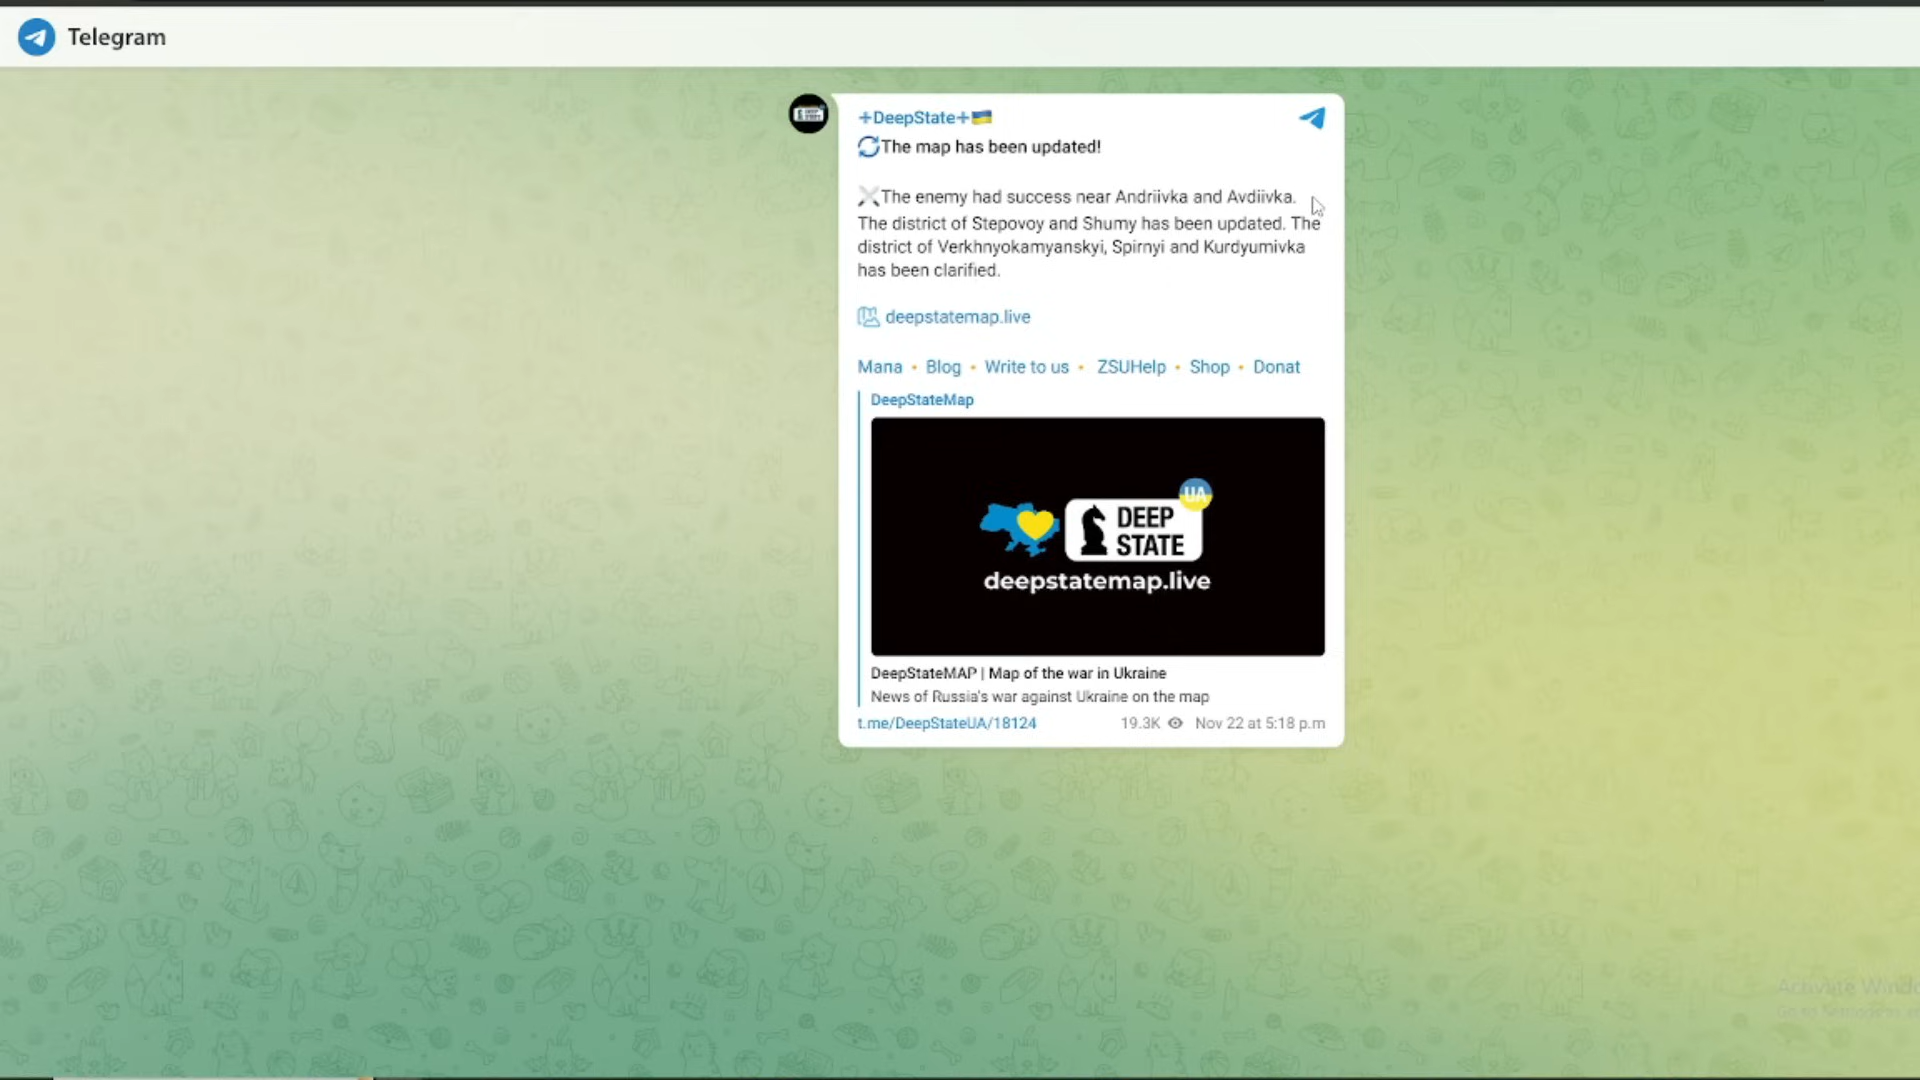 Telegram
+DeepState+
The map has been updated!
The enemy had success near Andriivka and Avdiivka.
The district of Stepovoy and Shumy has been updated. The
district of Verkhnyokamyanskyi, Spirnyi and Kurdyumivka
has been clarified.
deepstatemap.live
Mana • Blog • Write to us • ZSUHelp • Shop • Donat
DeepStateMap
UA
DEEP
STATE
deepstatemap.live
DeepStateMAP | Map of the war in Ukraine
News of Russia's war against Ukraine on the map
t.me/DeepStateUA/18124 19.3K Nov 22 at 5:18 p.m
Activate